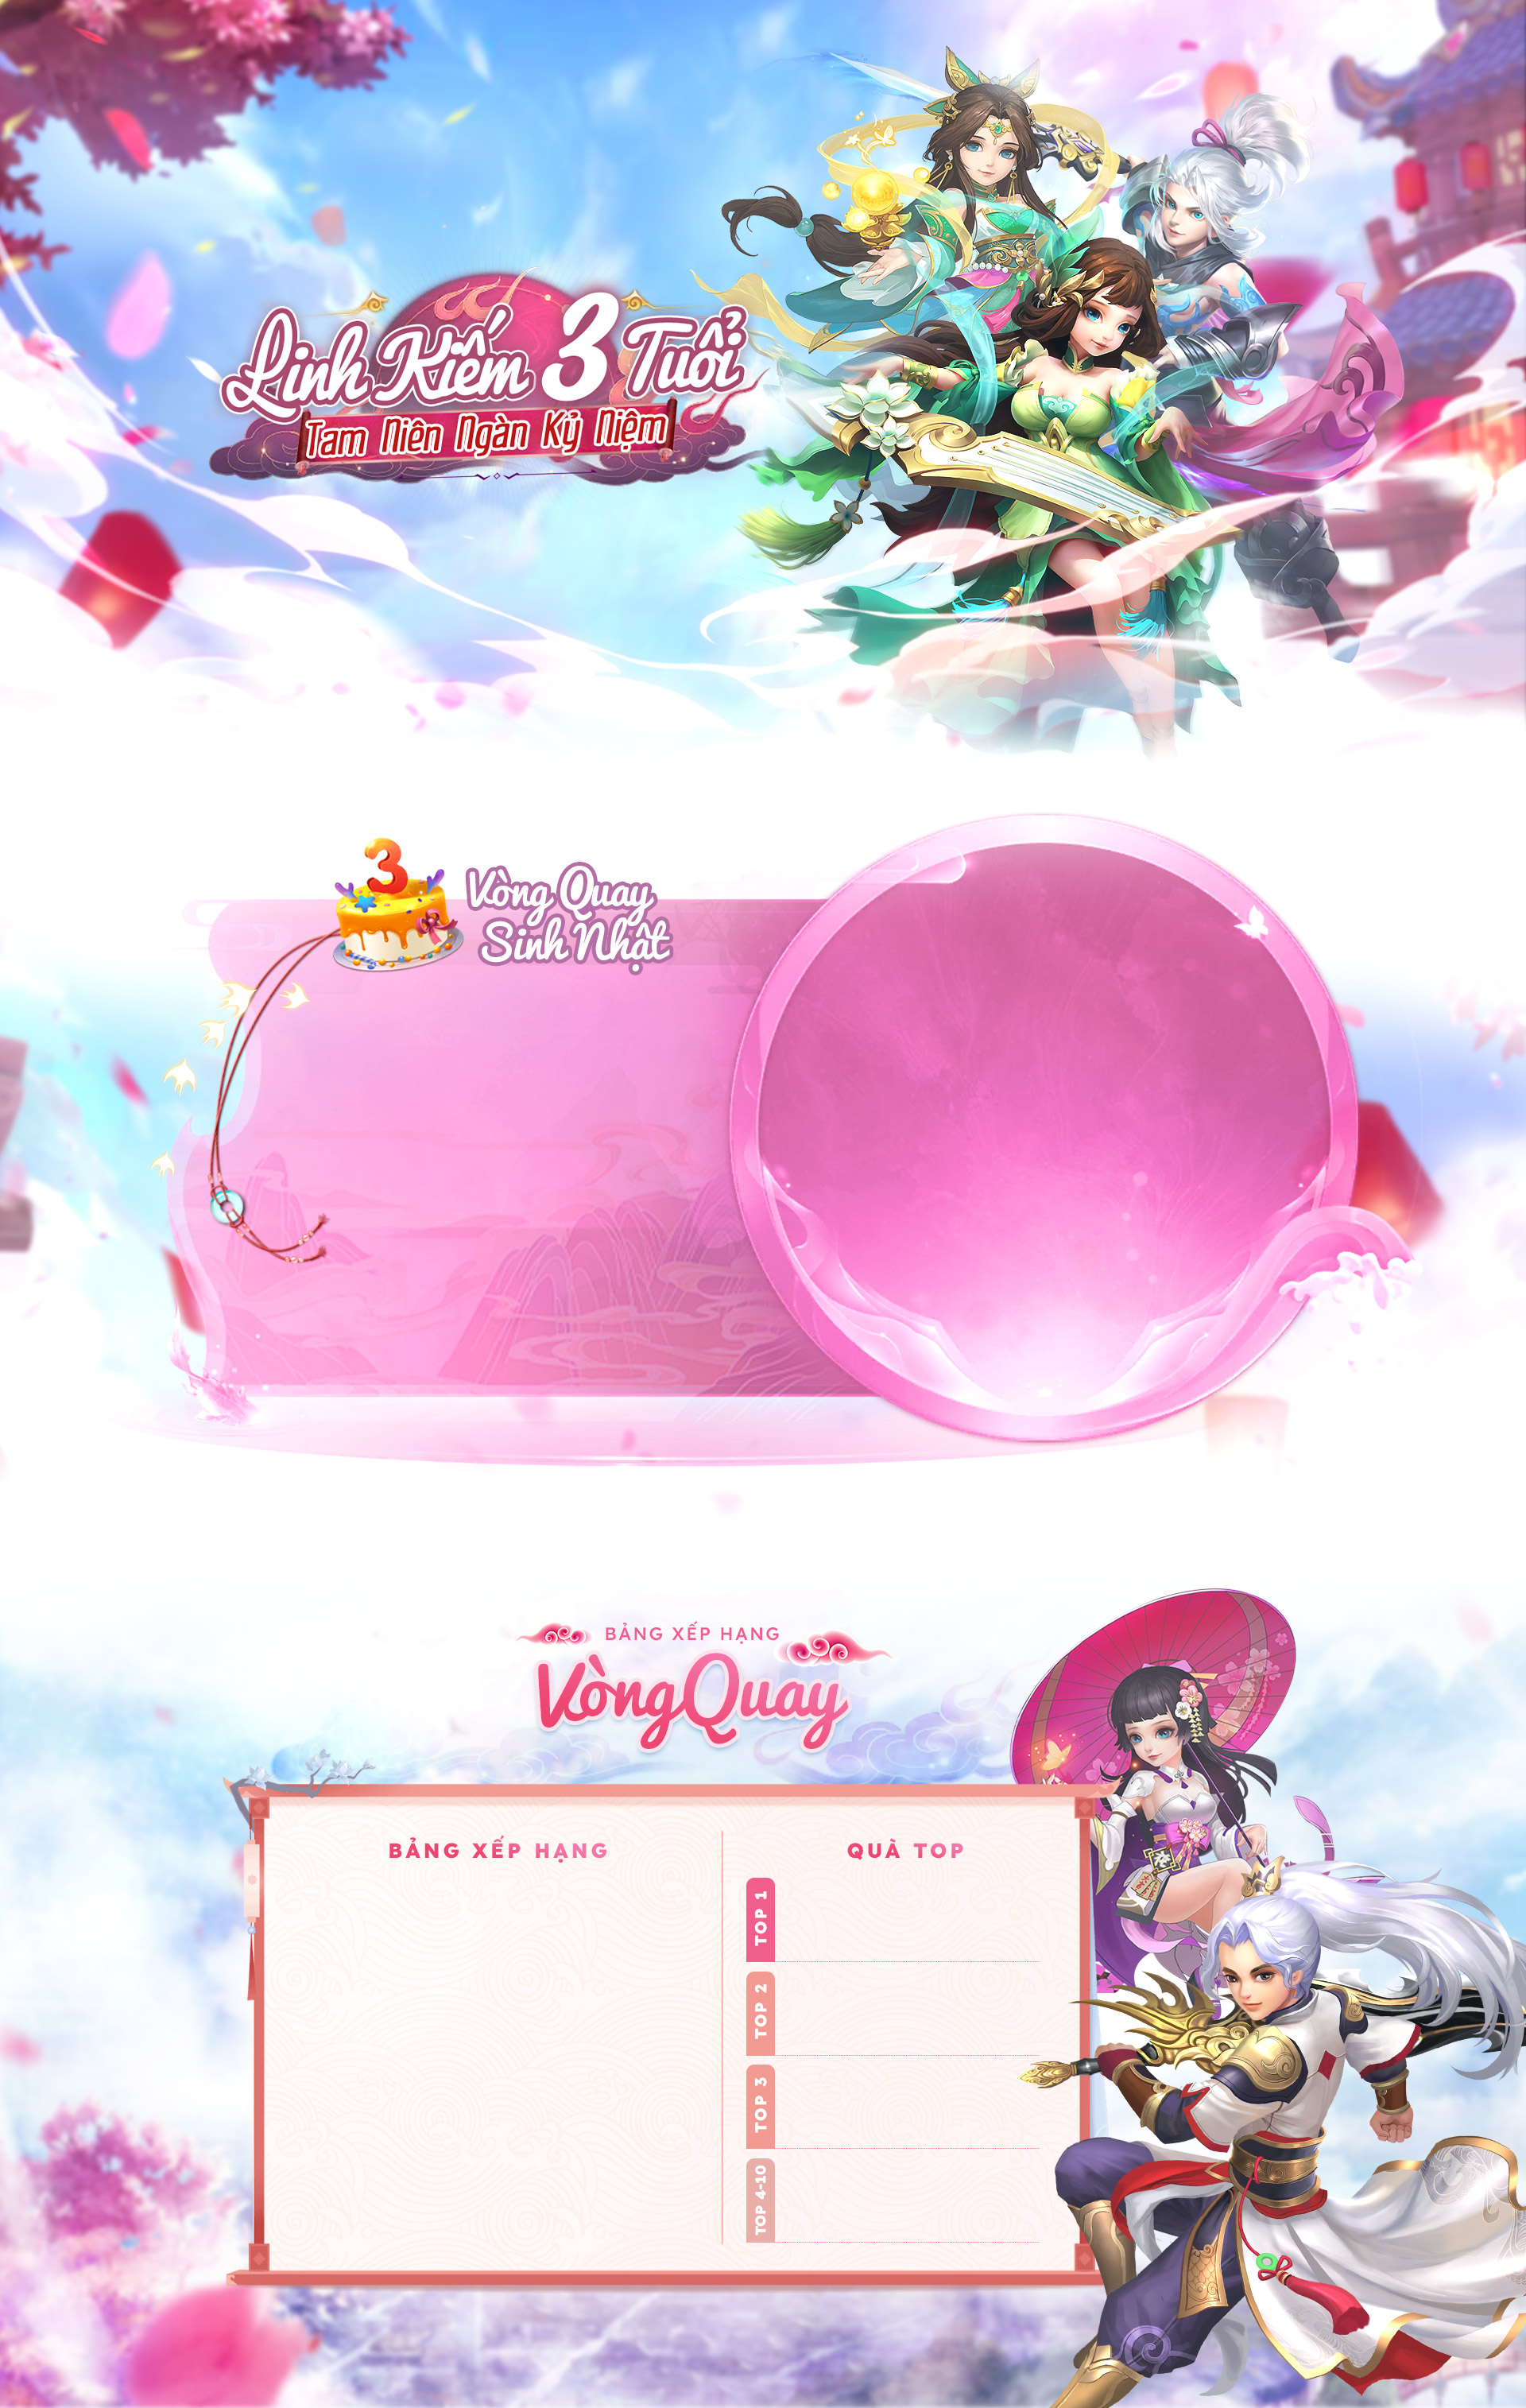 Linh Kiếm 3 Tuổi
Tam Niên Ngàn Kỷ Niệm
3
Vòng Quay
Sinh Nhật
BẢNG XẾP HẠNG
Vòng Quay
BẢNG XẾP HẠNG
QUÀ TOP
TOP 1
TOP 2
TOP 3
TOP 4-10